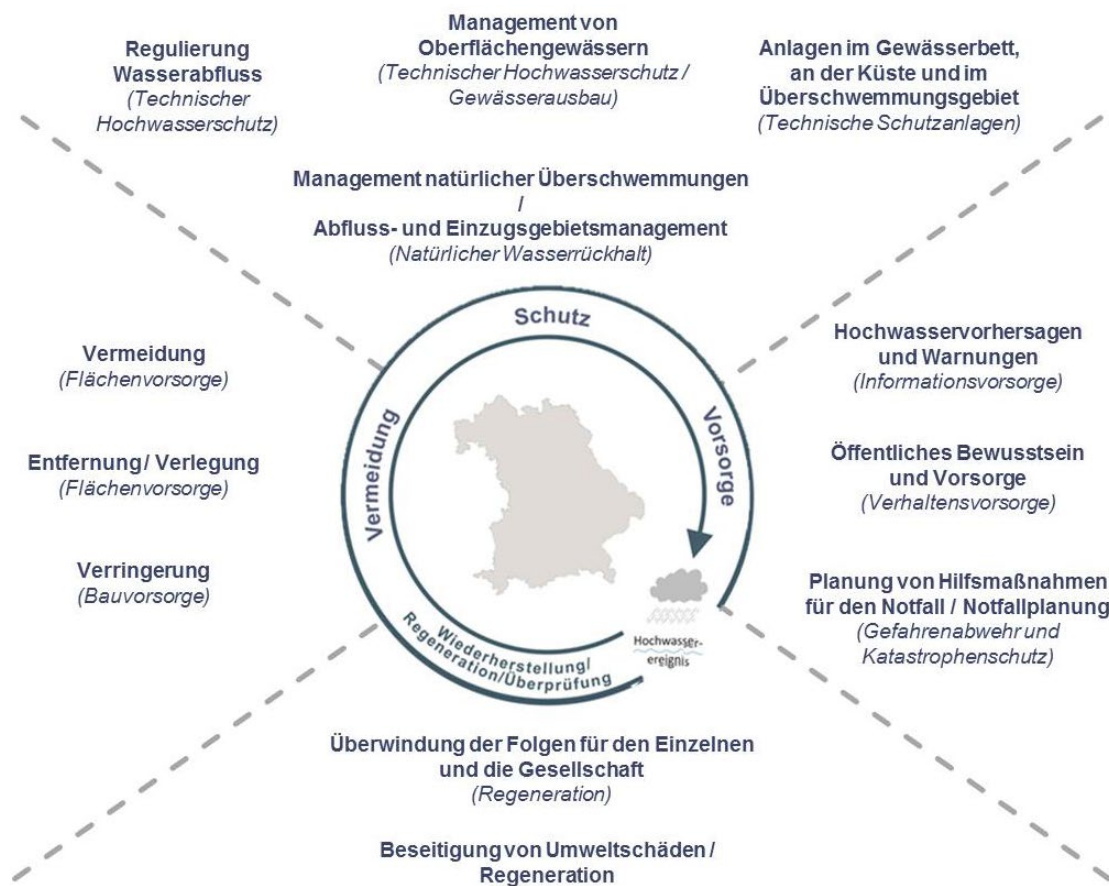 Regulierung
Wasserabfluss
(Technischer
Hochwasserschutz)
Management von
Oberflächengewässern
(Technischer Hochwasserschutz /
Gewässerausbau)
Anlagen im Gewässerbett,
an der Küste und im
Überschwemmungsgebiet
(Technische Schutzanlagen)
Management natürlicher Überschwemmungen
/
Abfluss- und Einzugsgebietsmanagement
(Natürlicher Wasserrückhalt)
Schutz
Vermeidung
(Flächenvorsorge)
Entfernung / Verlegung
(Flächenvorsorge)
Verringerung
(Bauvorsorge)
Vermeidung
Vorsorge
Hochwasservorhersagen
und Warnungen
(Informationsvorsorge)
Öffentliches Bewusstsein
und Vorsorge
(Verhaltensvorsorge)
Planung von Hilfsmaßnahmen
für den Notfall / Notfallplanung
(Gefahrenabwehr und
Katastrophenschutz)
Hochwasser-
ereignis
Wiederherstellung/
Regeneration/Überprüfung
Überwindung der Folgen für den Einzelnen
und die Gesellschaft
(Regeneration)
Beseitigung von Umweltschäden /
Regeneration